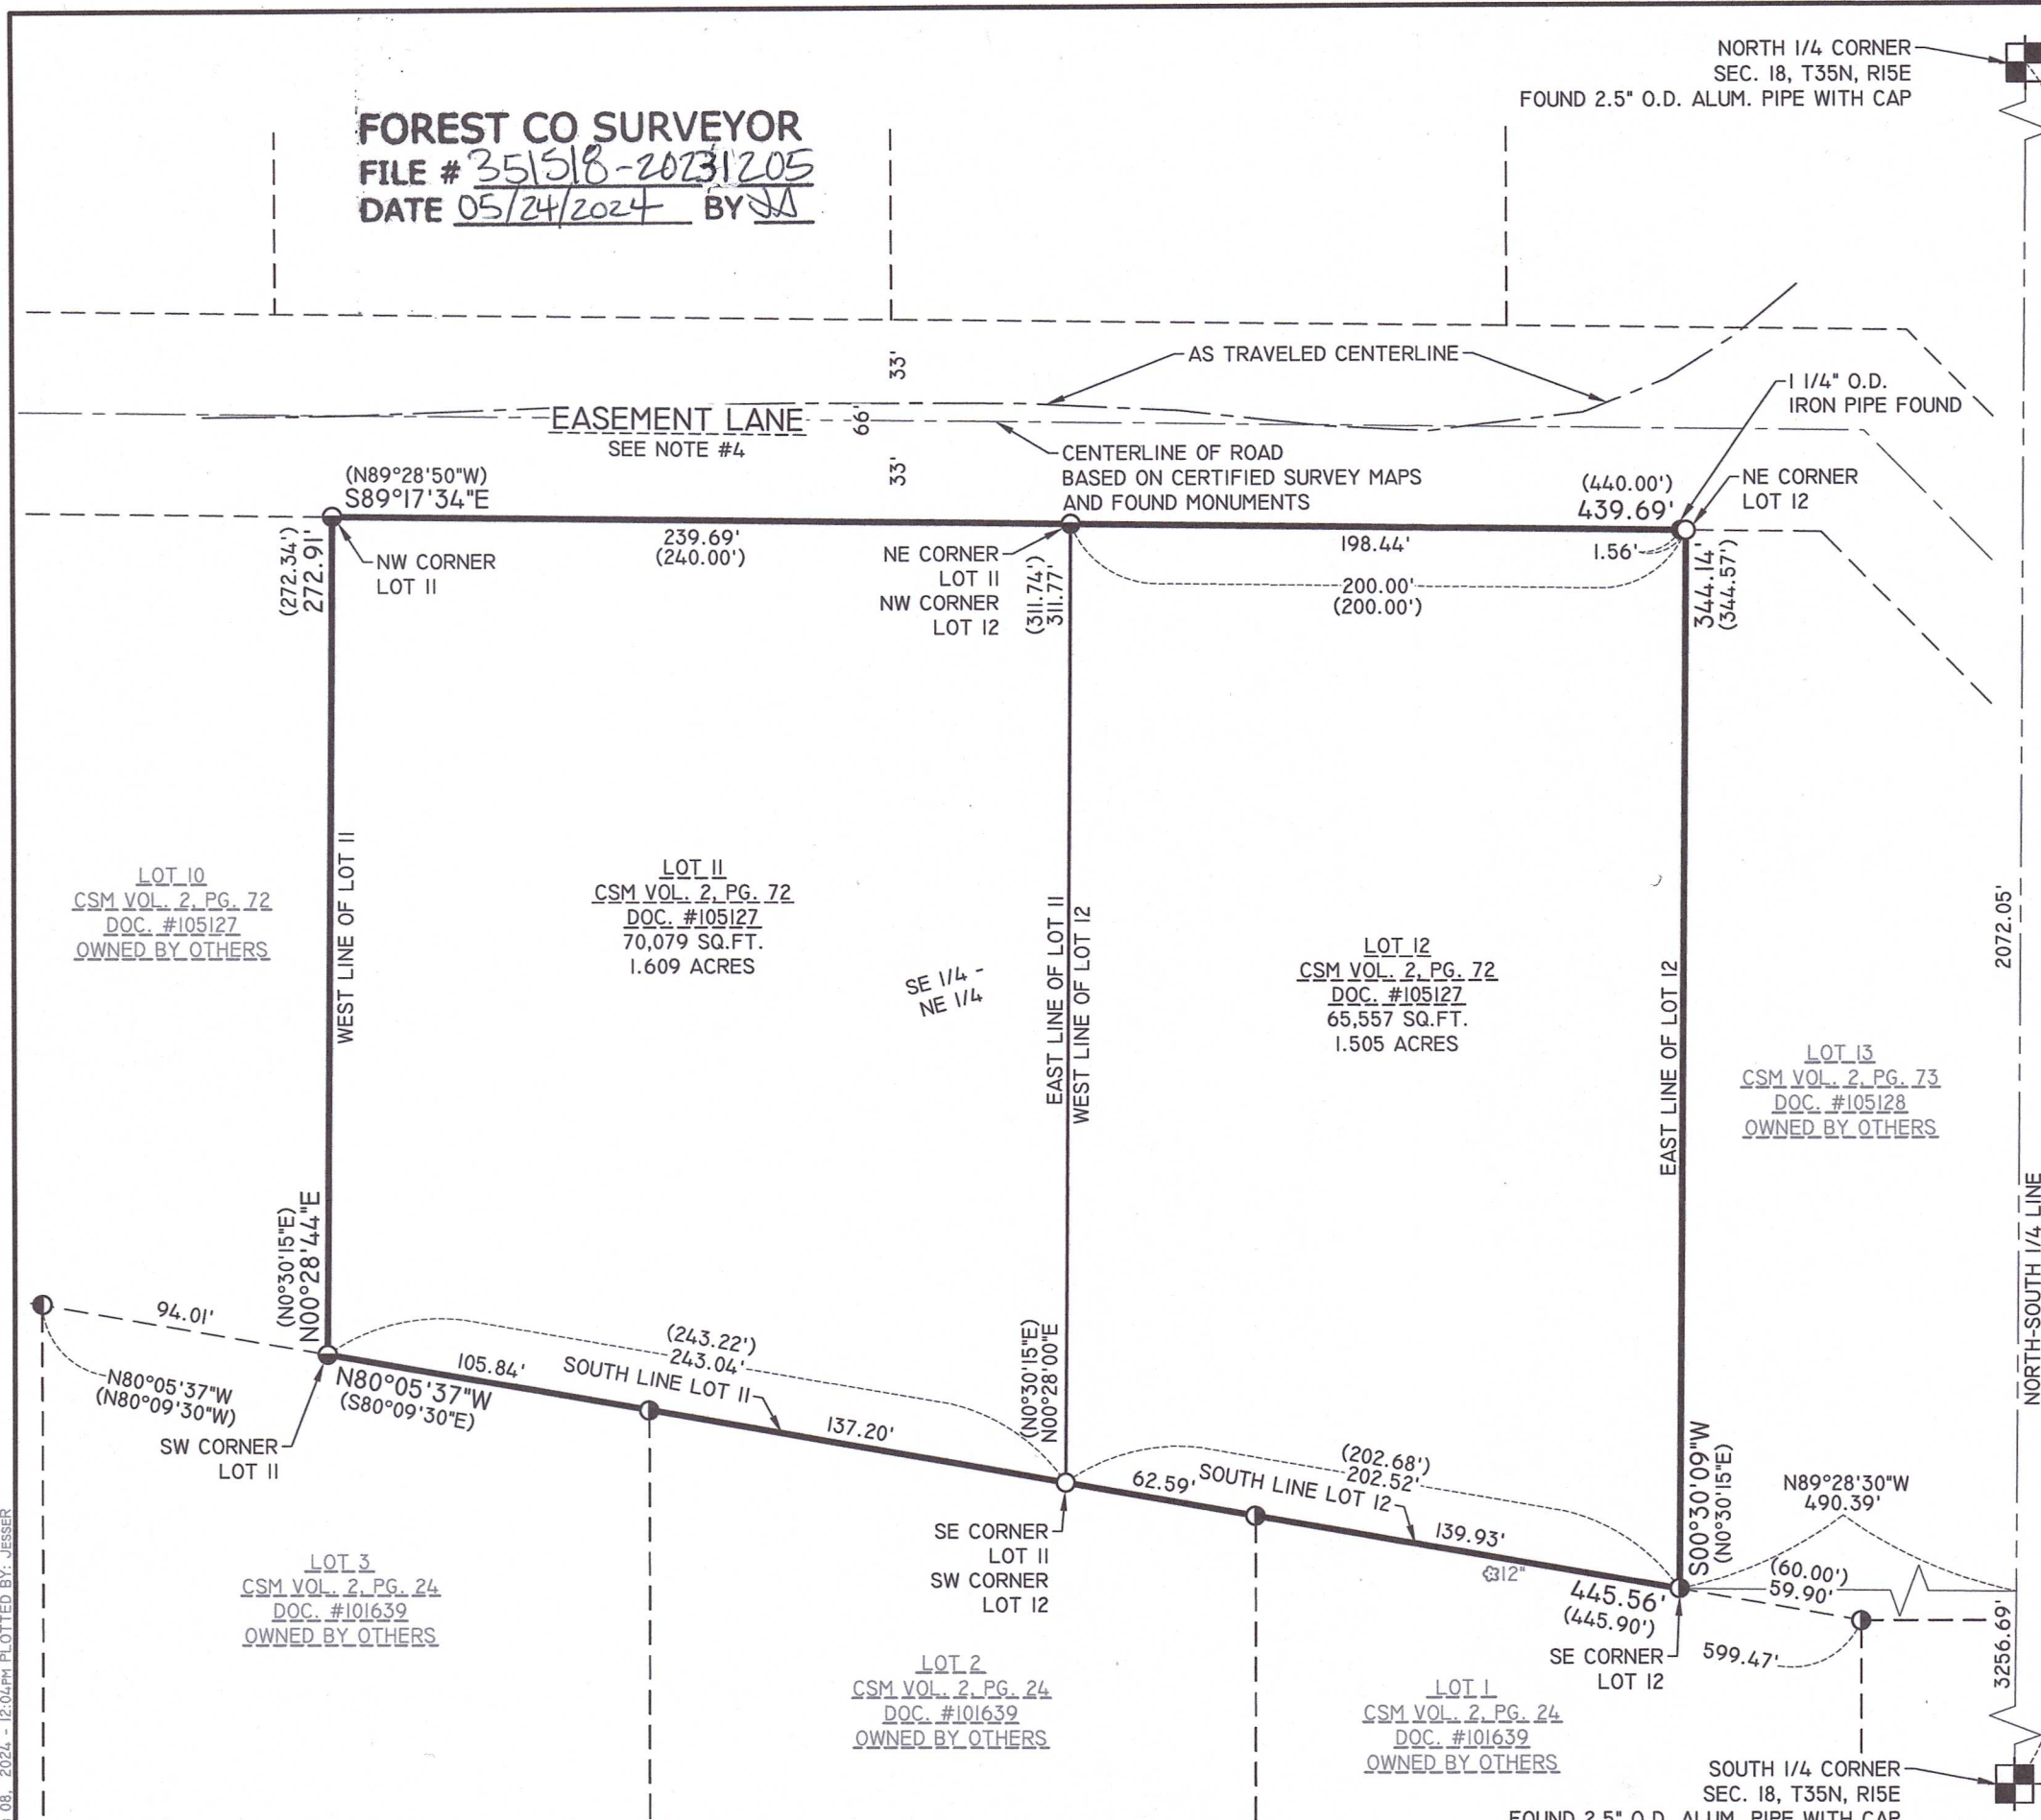 NORTH 1/4 CORNER
SEC. 18, T35N, R15E
FOUND 2.5" O.D. ALUM. PIPE WITH CAP
FOREST CO SURVEYOR
FILE # 351518-20231205
DATE 05/24/2024 BY
33'
AS TRAVELED CENTERLINE
1 1/4" O.D.
IRON PIPE FOUND
EASEMENT LANE
66'
SEE NOTE #4
33'
CENTERLINE OF ROAD
BASED ON CERTIFIED SURVEY MAPS
AND FOUND MONUMENTS
(N89°28'50"W)
S89°17'34"E
(440.00')
439.69'
NE CORNER
LOT 12
239.69'
(240.00')
198.44'
1.56'
200.00'
(200.00')
NW CORNER
LOT 11
NE CORNER
LOT 11
NW CORNER
LOT 12
(272.34')
272.91'
(311.74')
311.77'
344.14'
(344.57')
WEST LINE OF LOT 11
LOT 10
CSM VOL. 2, PG. 72
DOC. #105127
OWNED BY OTHERS
LOT 11
CSM VOL. 2, PG. 72
DOC. #105127
70,079 SQ.FT.
1.609 ACRES
SE 1/4 -
NE 1/4
EAST LINE OF LOT 11
WEST LINE OF LOT 12
LOT 12
CSM VOL. 2, PG. 72
DOC. #105127
65,557 SQ.FT.
1.505 ACRES
EAST LINE OF LOT 12
LOT 13
CSM VOL. 2, PG. 73
DOC. #105128
OWNED BY OTHERS
2072.05'
NORTH-SOUTH 1/4 LINE
(N0°30'15"E)
N00°28'44"E
94.01'
N80°05'37"W
(N80°09'30"W)
SW CORNER
LOT 11
105.84'
N80°05'37"W
(S80°09'30"E)
(243.22')
243.04'
SOUTH LINE LOT 11
137.20'
(N0°30'15"E)
N00°28'00"E
SE CORNER
LOT 11
SW CORNER
LOT 12
62.59'
(202.68')
202.52'
SOUTH LINE LOT 12
139.93'
12"
445.56'
(445.90')
S00°30'09"W
(N0°30'15"E)
N89°28'30"W
490.39'
(60.00')
59.90'
599.47'
SE CORNER
LOT 12
3256.69'
LOT 3
CSM VOL. 2, PG. 24
DOC. #101639
OWNED BY OTHERS
LOT 2
CSM VOL. 2, PG. 24
DOC. #101639
OWNED BY OTHERS
LOT 1
CSM VOL. 2, PG. 24
DOC. #101639
OWNED BY OTHERS
SOUTH 1/4 CORNER
SEC. 18, T35N, R15E
FOUND 2.5" O.D. ALUM. PIPE WITH CAP
08, 2024 - 12:04PM PLOTTED BY: JESSER